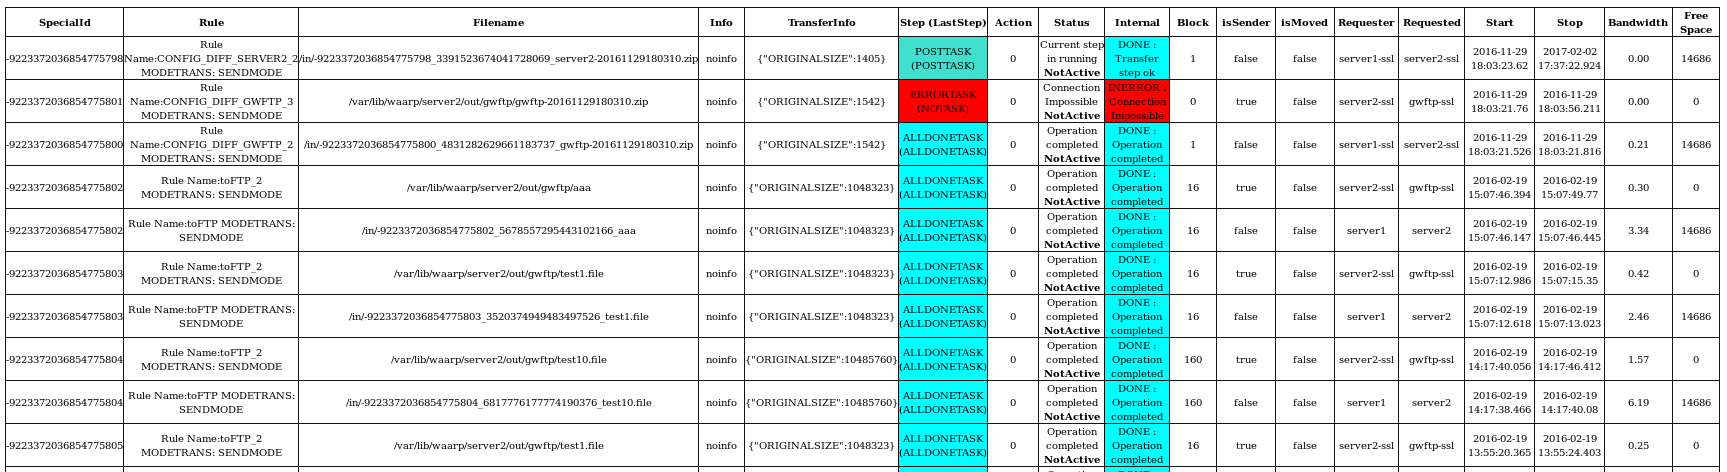 SpecialId Rule Filename Info TransferInfo Step (LastStep) Action Status Internal Block isSender isMoved Requester Requested Start Stop Bandwidth Free Space
-9223372036854775798 Rule Name:CONFIG_DIFF_SERVER2_2 MODETRANS: SENDMODE /in/-9223372036854775798_3391523674041728069_server2-20161129180310.zip noinfo {"ORIGINALSIZE":1405} POSTTASK (POSTTASK) 0 Current step in running NotActive DONE : Transfer step ok 1 false false server1-ssl server2-ssl 2016-11-29 18:03:23.62 2017-02-02 17:37:22.924 0.00 14686
-9223372036854775801 Rule Name:CONFIG_DIFF_GWFTP_3 MODETRANS: SENDMODE /var/lib/waarp/server2/out/gwftp/gwftp-20161129180310.zip noinfo {"ORIGINALSIZE":1542} ERRORTASK (NOTASK) 0 Connection Impossible NotActive INERROR : Connection Impossible 0 true false server2-ssl gwftp-ssl 2016-11-29 18:03:21.76 2016-11-29 18:03:56.211 0.00 0
-9223372036854775800 Rule Name:CONFIG_DIFF_GWFTP_2 MODETRANS: SENDMODE /in/-9223372036854775800_4831282629661183737_gwftp-20161129180310.zip noinfo {"ORIGINALSIZE":1542} ALLDONETASK (ALLDONETASK) 0 Operation completed NotActive DONE : Operation completed 1 false false server1-ssl server2-ssl 2016-11-29 18:03:21.526 2016-11-29 18:03:21.816 0.21 14686
-9223372036854775802 Rule Name:toFTP_2 MODETRANS: SENDMODE /var/lib/waarp/server2/out/gwftp/aaa noinfo {"ORIGINALSIZE":1048323} ALLDONETASK (ALLDONETASK) 0 Operation completed NotActive DONE : Operation completed 16 true false server2-ssl gwftp-ssl 2016-02-19 15:07:46.394 2016-02-19 15:07:49.77 0.30 0
-9223372036854775802 Rule Name:toFTP MODETRANS: SENDMODE /in/-9223372036854775802_5678557295443102166_aaa noinfo {"ORIGINALSIZE":1048323} ALLDONETASK (ALLDONETASK) 0 Operation completed NotActive DONE : Operation completed 16 false false server1 server2 2016-02-19 15:07:46.147 2016-02-19 15:07:46.445 3.34 14686
-9223372036854775803 Rule Name:toFTP_2 MODETRANS: SENDMODE /var/lib/waarp/server2/out/gwftp/test1.file noinfo {"ORIGINALSIZE":1048323} ALLDONETASK (ALLDONETASK) 0 Operation completed NotActive DONE : Operation completed 16 true false server2-ssl gwftp-ssl 2016-02-19 15:07:12.986 2016-02-19 15:07:15.35 0.42 0
-9223372036854775803 Rule Name:toFTP MODETRANS: SENDMODE /in/-9223372036854775803_3520374949483497526_test1.file noinfo {"ORIGINALSIZE":1048323} ALLDONETASK (ALLDONETASK) 0 Operation completed NotActive DONE : Operation completed 16 false false server1 server2 2016-02-19 15:07:12.618 2016-02-19 15:07:13.023 2.46 14686
-9223372036854775804 Rule Name:toFTP_2 MODETRANS: SENDMODE /var/lib/waarp/server2/out/gwftp/test10.file noinfo {"ORIGINALSIZE":10485760} ALLDONETASK (ALLDONETASK) 0 Operation completed NotActive DONE : Operation completed 160 true false server2-ssl gwftp-ssl 2016-02-19 14:17:40.056 2016-02-19 14:17:46.412 1.57 0
-9223372036854775804 Rule Name:toFTP MODETRANS: SENDMODE /in/-9223372036854775804_6817776177774190376_test10.file noinfo {"ORIGINALSIZE":10485760} ALLDONETASK (ALLDONETASK) 0 Operation completed NotActive DONE : Operation completed 160 false false server1 server2 2016-02-19 14:17:38.466 2016-02-19 14:17:40.08 6.19 14686
-9223372036854775805 Rule Name:toFTP_2 MODETRANS: SENDMODE /var/lib/waarp/server2/out/gwftp/test1.file noinfo {"ORIGINALSIZE":1048323} ALLDONETASK (ALLDONETASK) 0 Operation completed NotActive DONE : Operation completed 16 true false server2-ssl gwftp-ssl 2016-02-19 13:55:20.365 2016-02-19 13:55:24.403 0.25 0